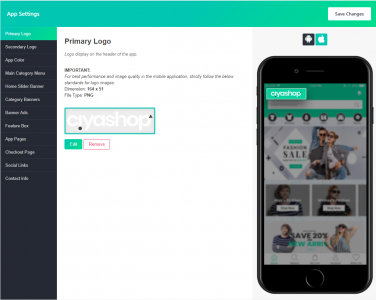 App Settings
Save Changes
Primary Logo
Secondary Logo
App Color
Main Category Menu
Home Slider Banner
Category Banners
Banner Ads
Feature Box
App Pages
Checkout Page
Social Links
Contact Info
Primary Logo
Logo display on the header of the app.
IMPORTANT:
For best performance and image quality in the mobile application, strictly follow the below
standards for logo images.
Dimension: 164 x 51
File Type: PNG
ciyashop
Edit
Remove
ciyashop
FASHION
SALE
SAVE 20%
NEW ARRIV